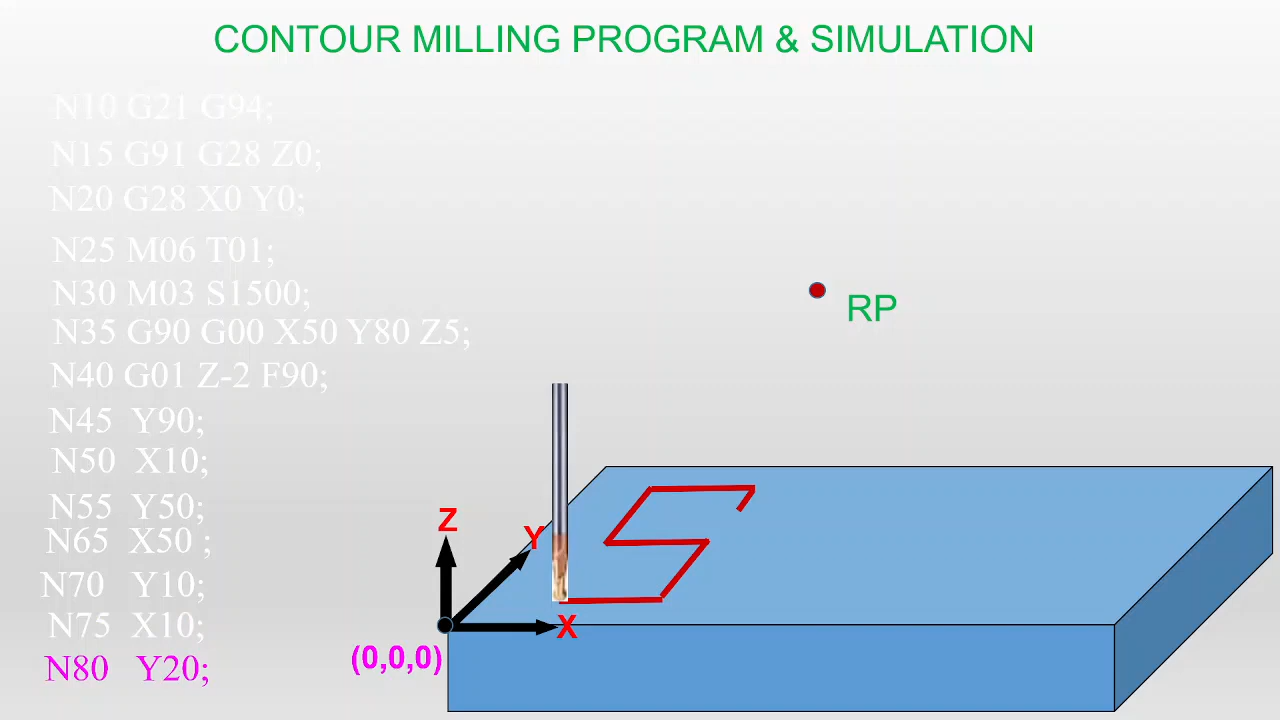 CONTOUR MILLING PROGRAM & SIMULATION
N10 G21 G94;
N15 G91 G28 Z0;
N20 G28 X0 Y0;
N25 M06 T01;
N30 M03 S1500;
N35 G90 G00 X50 Y80 Z5;
N40 G01 Z-2 F90;
N45 Y90;
N50 X10;
N55 Y50;
N65 X50 ;
N70 Y10;
N75 X10;
N80 Y20;
RP
Z
Y
X
(0,0,0)